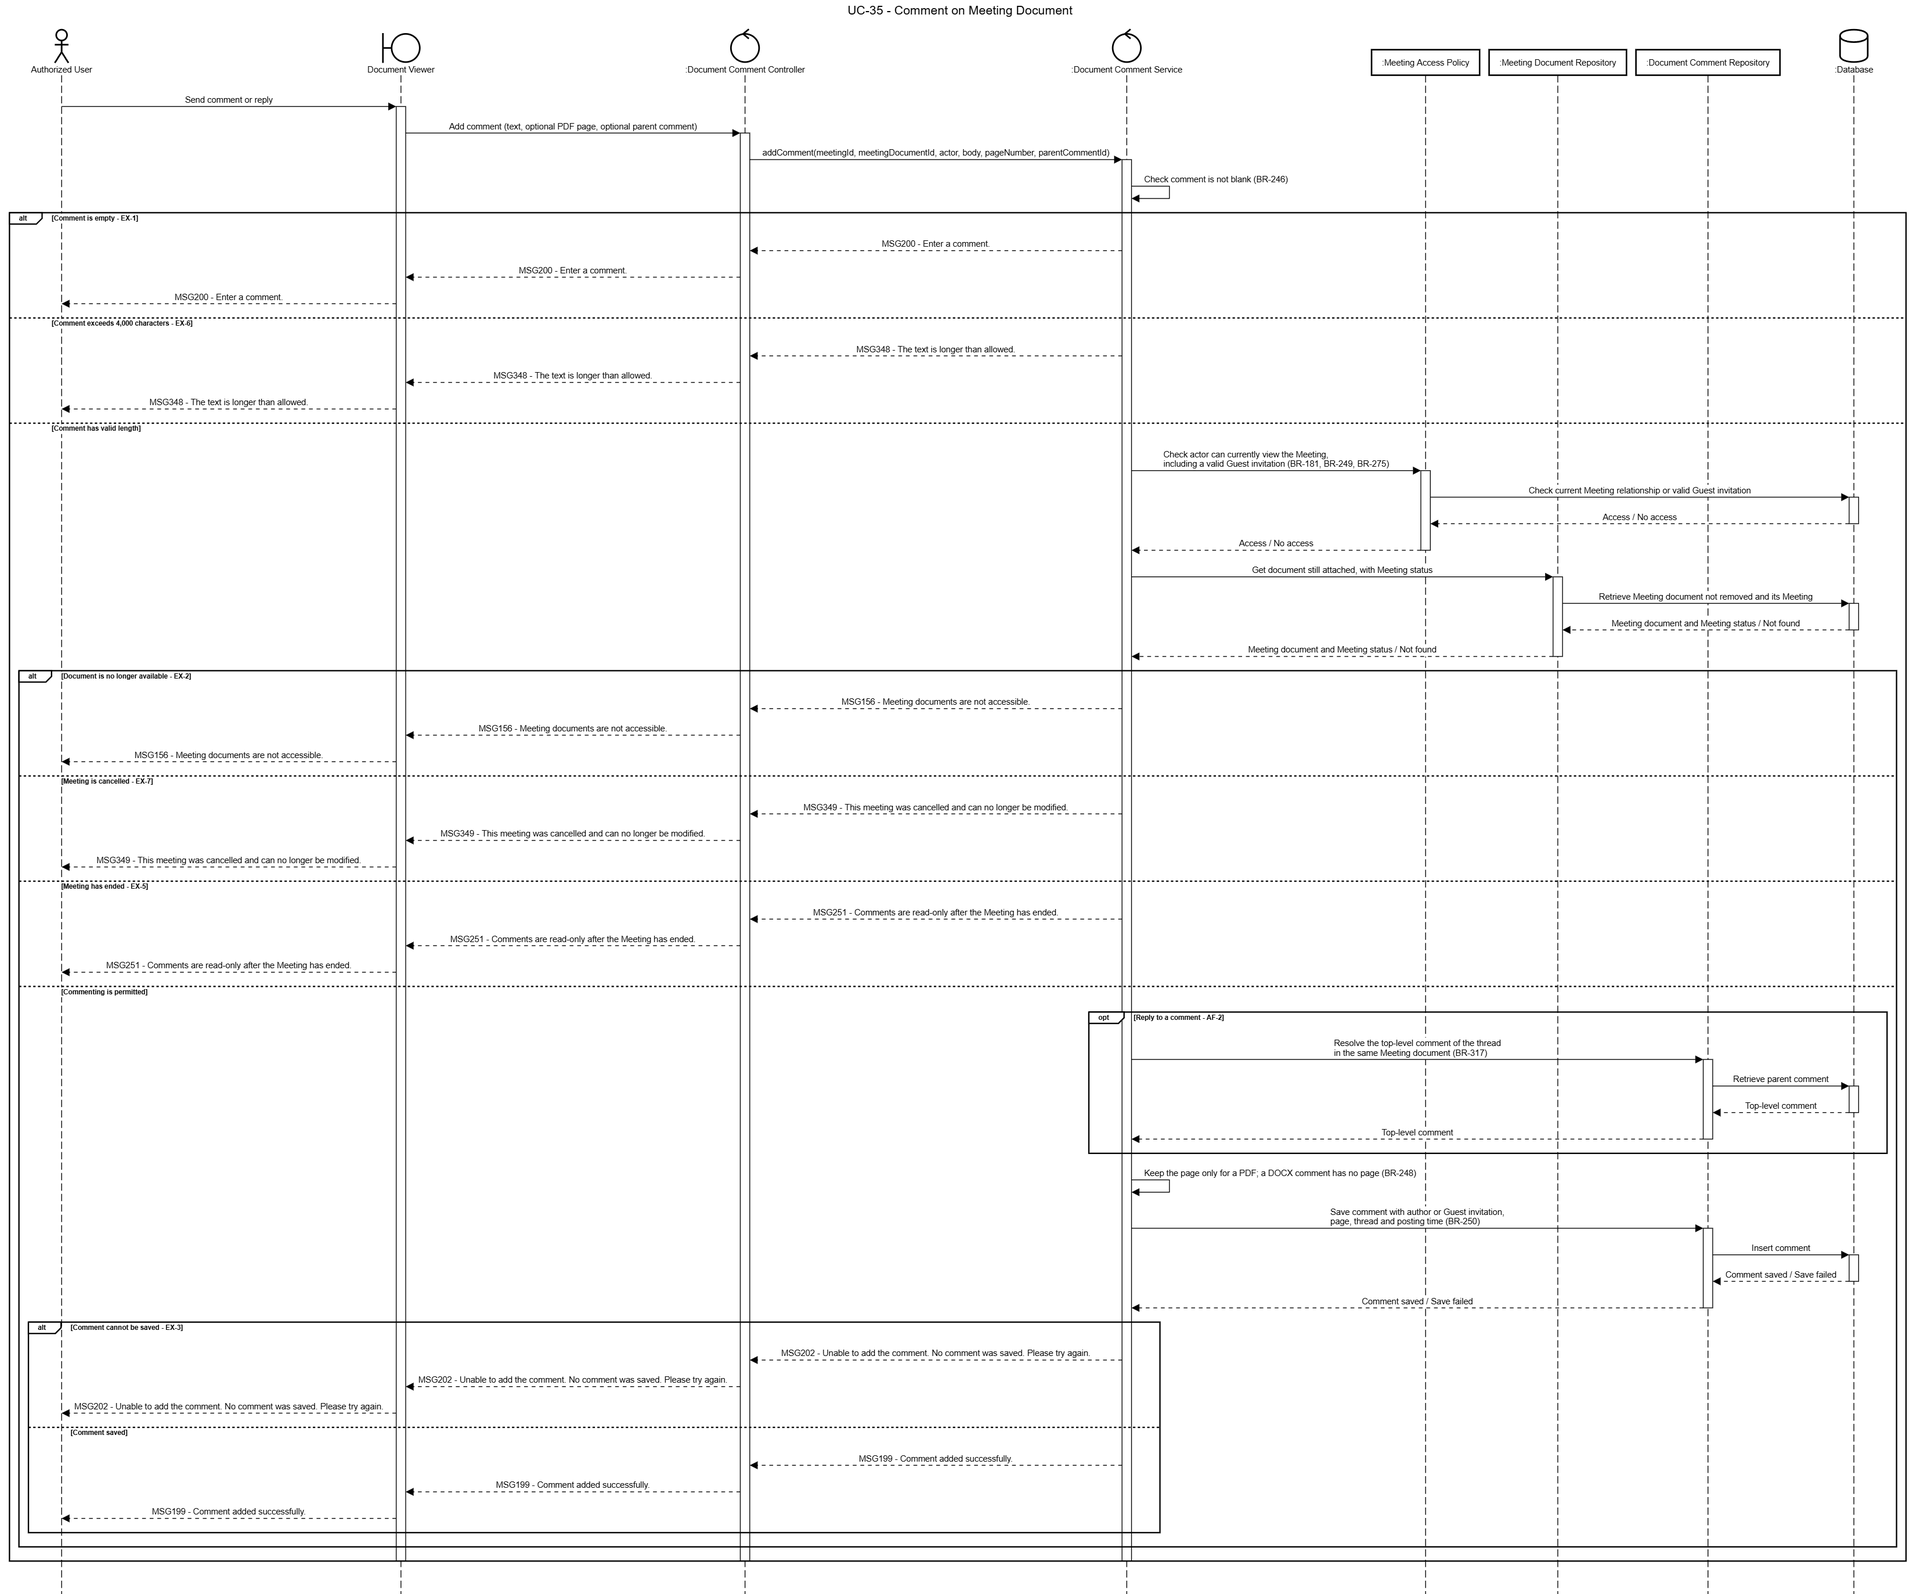 UC-35 - Comment on Meeting Document
Authorized User
Document Viewer
:Document Comment Controller
:Document Comment Service
:Meeting Access Policy
:Meeting Document Repository
:Document Comment Repository
:Database
Send comment or reply
Add comment (text, optional PDF page, optional parent comment)
addComment(meetingId, meetingDocumentId, actor, body, pageNumber, parentCommentId)
Check comment is not blank (BR-246)
alt
[Comment is empty - EX-1]
MSG200 - Enter a comment.
MSG200 - Enter a comment.
MSG200 - Enter a comment.
[Comment exceeds 4,000 characters - EX-6]
MSG348 - The text is longer than allowed.
MSG348 - The text is longer than allowed.
MSG348 - The text is longer than allowed.
[Comment has valid length]
Check actor can currently view the Meeting,
including a valid Guest invitation (BR-181, BR-249, BR-275)
Check current Meeting relationship or valid Guest invitation
Access / No access
Access / No access
Get document still attached, with Meeting status
Retrieve Meeting document not removed and its Meeting
Meeting document and Meeting status / Not found
Meeting document and Meeting status / Not found
alt
[Document is no longer available - EX-2]
MSG156 - Meeting documents are not accessible.
MSG156 - Meeting documents are not accessible.
MSG156 - Meeting documents are not accessible.
[Meeting is cancelled - EX-7]
MSG349 - This meeting was cancelled and can no longer be modified.
MSG349 - This meeting was cancelled and can no longer be modified.
MSG349 - This meeting was cancelled and can no longer be modified.
[Meeting has ended - EX-5]
MSG251 - Comments are read-only after the Meeting has ended.
MSG251 - Comments are read-only after the Meeting has ended.
MSG251 - Comments are read-only after the Meeting has ended.
[Commenting is permitted]
opt
[Reply to a comment - AF-2]
Resolve the top-level comment of the thread
in the same Meeting document (BR-317)
Retrieve parent comment
Top-level comment
Top-level comment
Keep the page only for a PDF; a DOCX comment has no page (BR-248)
Save comment with author or Guest invitation,
page, thread and posting time (BR-250)
Insert comment
Comment saved / Save failed
Comment saved / Save failed
alt
[Comment cannot be saved - EX-3]
MSG202 - Unable to add the comment. No comment was saved. Please try again.
MSG202 - Unable to add the comment. No comment was saved. Please try again.
MSG202 - Unable to add the comment. No comment was saved. Please try again.
[Comment saved]
MSG199 - Comment added successfully.
MSG199 - Comment added successfully.
MSG199 - Comment added successfully.